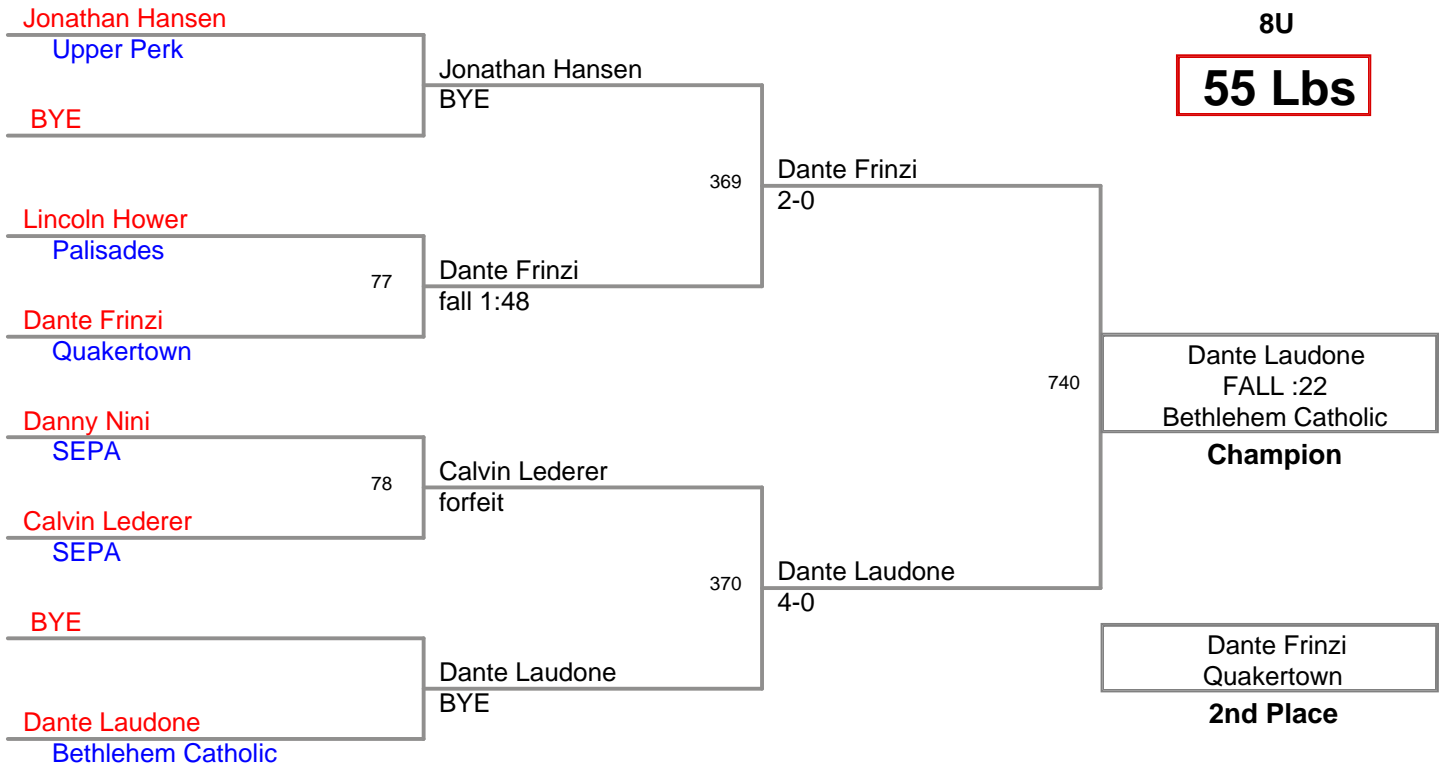 Jonathan Hansen
Upper Perk
BYE
Lincoln Hower
Palisades
77
Dante Frinzi
Quakertown
Danny Nini
SEPA
78
Calvin Lederer
SEPA
BYE
Dante Laudone
Bethlehem Catholic
Jonathan Hansen
BYE
369
Dante Frinzi
fall 1:48
Calvin Lederer
forfeit
370
Dante Laudone
BYE
Dante Frinzi
2-0
740
Dante Laudone
4-0
8U
55 Lbs
Dante Laudone
FALL :22
Bethlehem Catholic
Champion
Dante Frinzi
Quakertown
2nd Place